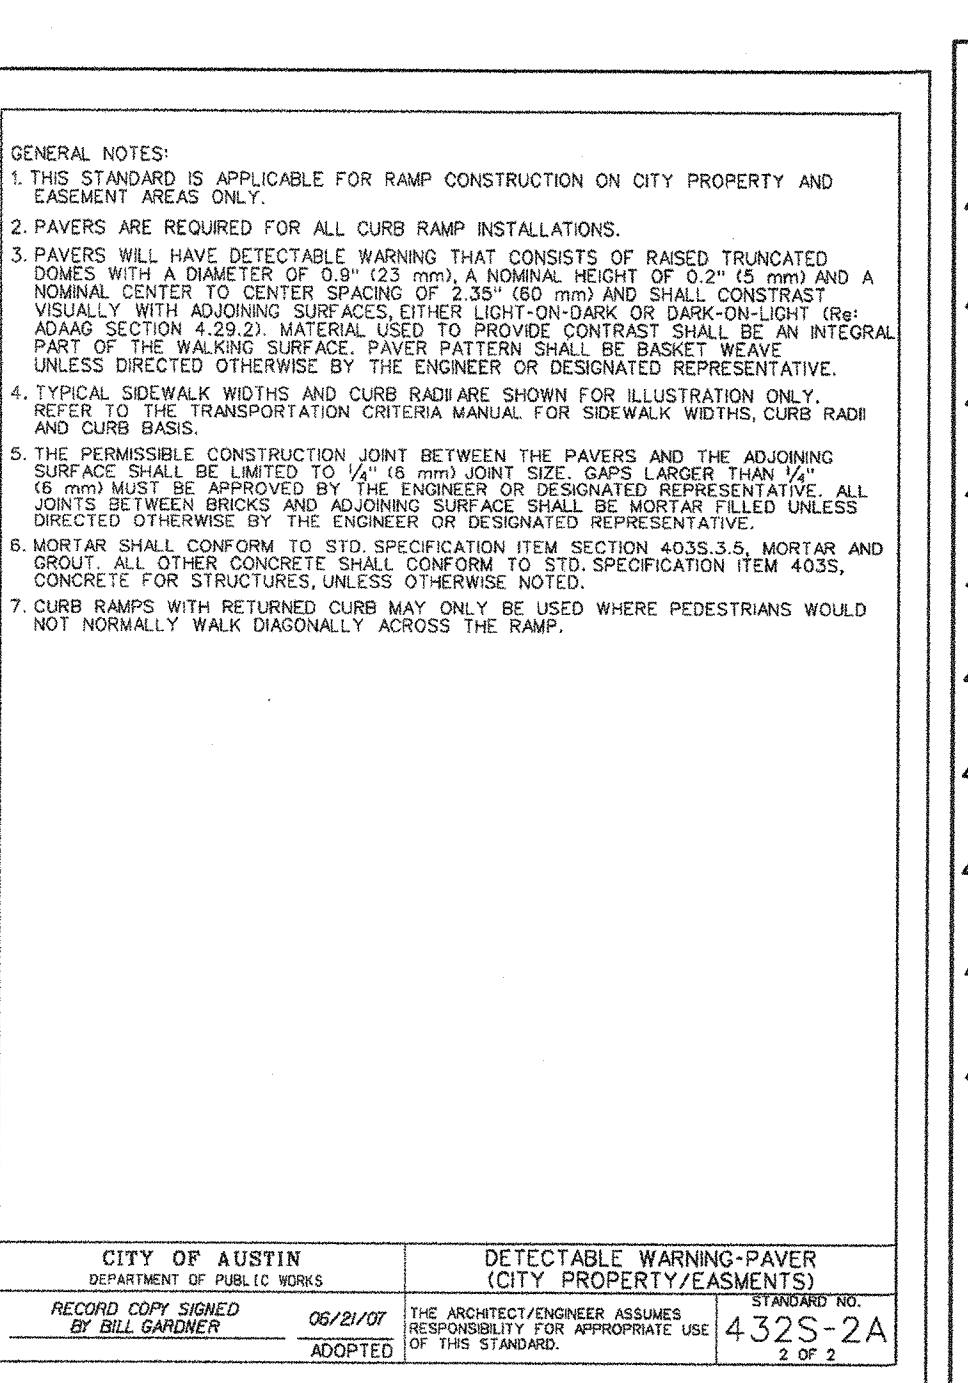 GENERAL NOTES:
1. THIS STANDARD IS APPLICABLE FOR RAMP CONSTRUCTION ON CITY PROPERTY AND
EASEMENT AREAS ONLY.
2. PAVERS ARE REQUIRED FOR ALL CURB RAMP INSTALLATIONS.
3. PAVERS WILL HAVE DETECTABLE WARNING THAT CONSISTS OF RAISED TRUNCATED
DOMES WITH A DIAMETER OF 0.9" (23 mm), A NOMINAL HEIGHT OF 0.2" (5 mm) AND A
NOMINAL CENTER TO CENTER SPACING OF 2.35" (60 mm) AND SHALL CONSTRAST
VISUALLY WITH ADJOINING SURFACES, EITHER LIGHT-ON-DARK OR DARK-ON-LIGHT (Re:
ADAAG SECTION 4.29.2). MATERIAL USED TO PROVIDE CONTRAST SHALL BE AN INTEGRAL
PART OF THE WALKING SURFACE. PAVER PATTERN SHALL BE BASKET WEAVE
UNLESS DIRECTED OTHERWISE BY THE ENGINEER OR DESIGNATED REPRESENTATIVE.
4. TYPICAL SIDEWALK WIDTHS AND CURB RADII ARE SHOWN FOR ILLUSTRATION ONLY.
REFER TO THE TRANSPORTATION CRITERIA MANUAL FOR SIDEWALK WIDTHS, CURB RADII
AND CURB BASIS.
5. THE PERMISSIBLE CONSTRUCTION JOINT BETWEEN THE PAVERS AND THE ADJOINING
SURFACE SHALL BE LIMITED TO 1/4" (6 mm) JOINT SIZE. GAPS LARGER THAN 1/4"
(6 mm) MUST BE APPROVED BY THE ENGINEER OR DESIGNATED REPRESENTATIVE. ALL
JOINTS BETWEEN BRICKS AND ADJOINING SURFACE SHALL BE MORTAR FILLED UNLESS
DIRECTED OTHERWISE BY THE ENGINEER OR DESIGNATED REPRESENTATIVE.
6. MORTAR SHALL CONFORM TO STD. SPECIFICATION ITEM SECTION 403S.3.5, MORTAR AND
GROUT. ALL OTHER CONCRETE SHALL CONFORM TO STD. SPECIFICATION ITEM 403S,
CONCRETE FOR STRUCTURES, UNLESS OTHERWISE NOTED.
7. CURB RAMPS WITH RETURNED CURB MAY ONLY BE USED WHERE PEDESTRIANS WOULD
NOT NORMALLY WALK DIAGONALLY ACROSS THE RAMP.
CITY OF AUSTIN
DEPARTMENT OF PUBLIC WORKS
DETECTABLE WARNING-PAVER
(CITY PROPERTY/EASMENTS)
RECORD COPY SIGNED
BY BILL GARDNER
06/21/07
ADOPTED
THE ARCHITECT/ENGINEER ASSUMES
RESPONSIBILITY FOR APPROPRIATE USE
OF THIS STANDARD.
STANDARD NO.
432S-2A
2 OF 2